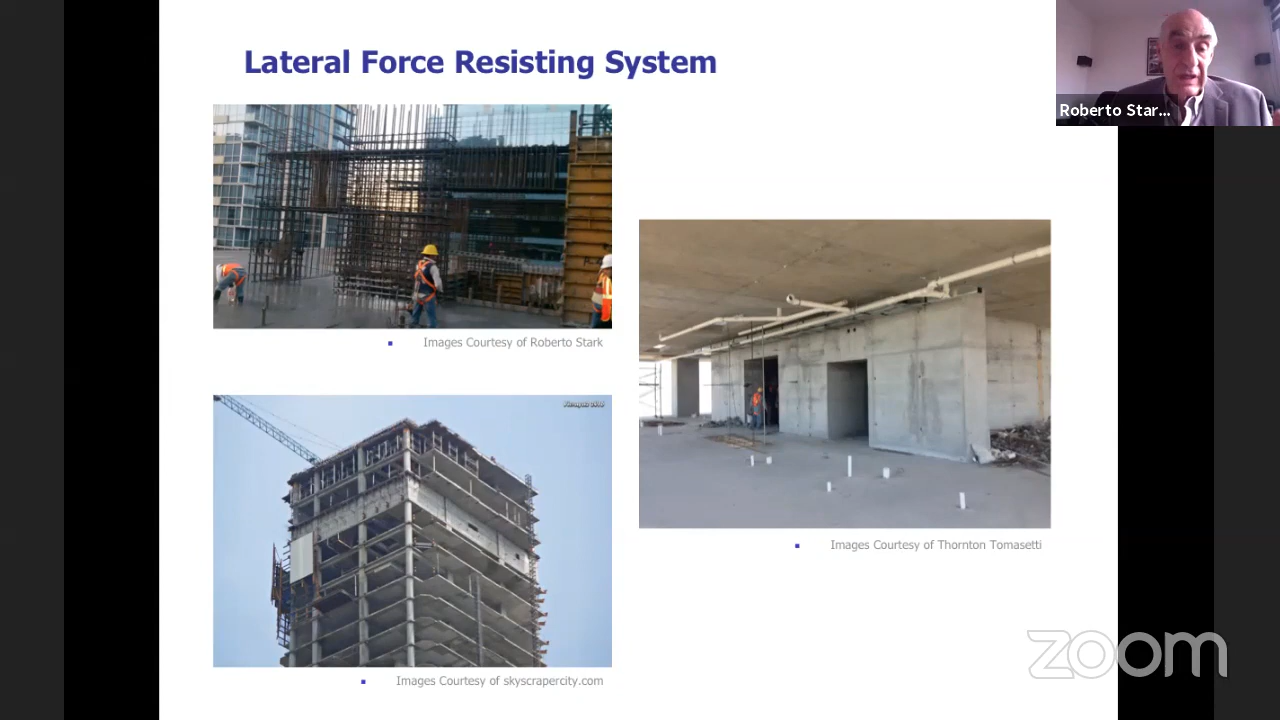 Lateral Force Resisting System
Roberto Star...
Images Courtesy of Roberto Stark
Images Courtesy of Thornton Tomasetti
Images Courtesy of skyscrapercity.com
zoom